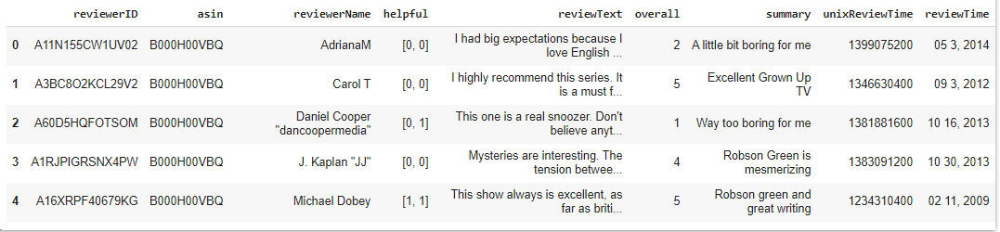 reviewerID asin reviewerName helpful reviewText overall summary unixReviewTime reviewTime
0 A11N155CW1UV02 B000H00VBQ AdrianaM [0, 0] I had big expectations because I love English ... 2 A little bit boring for me 1399075200 05 3, 2014
1 A3BC8O2KCL29V2 B000H00VBQ Carol T [0, 0] I highly recommend this series. It is a must f... 5 Excellent Grown Up TV 1346630400 09 3, 2012
2 A60D5HQFOTSOM B000H00VBQ Daniel Cooper "dancoopermedia" [0, 1] This one is a real snoozer. Don't believe anyt... 1 Way too boring for me 1381881600 10 16, 2013
3 A1RJPIGRSNX4PW B000H00VBQ J. Kaplan "JJ" [0, 0] Mysteries are interesting. The tension betwee... 4 Robson Green is mesmerizing 1383091200 10 30, 2013
4 A16XRPF40679KG B000H00VBQ Michael Dobey [1, 1] This show always is excellent, as far as briti... 5 Robson green and great writing 1234310400 02 11, 2009